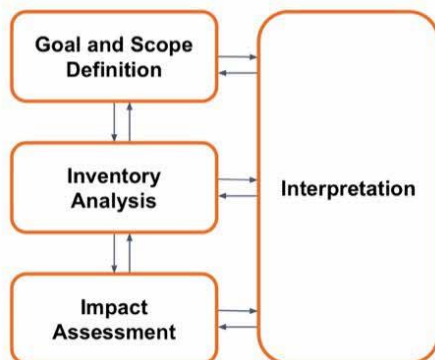 Goal and Scope
Definition
Inventory
Analysis
Impact
Assessment
Interpretation